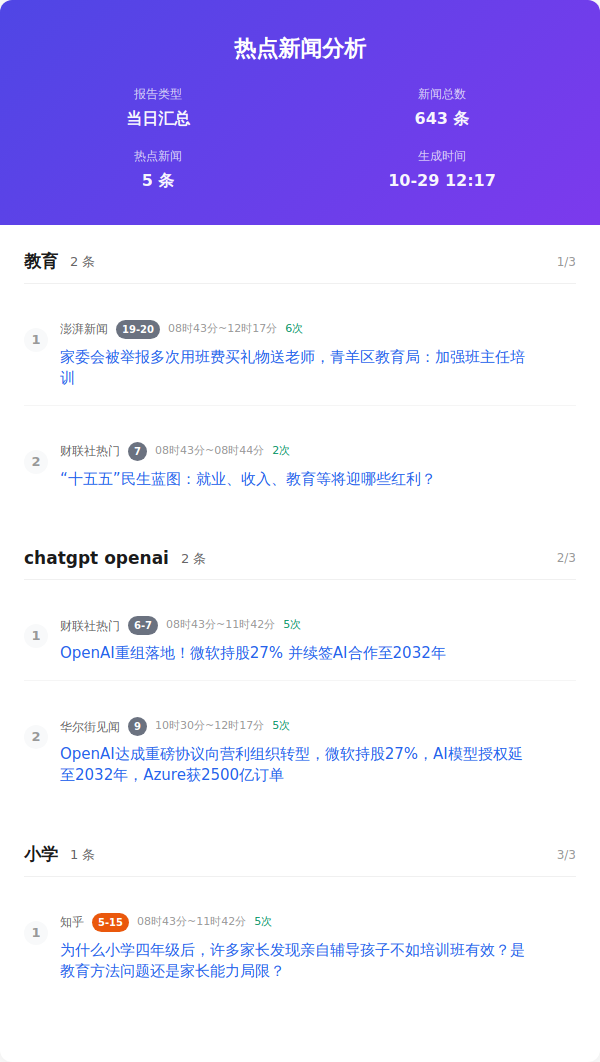 热点新闻分析
报告类型
新闻总数
当日汇总
643 条
热点新闻
生成时间
5 条
10-29 12:17
教育 2 条 1/3
1 澎湃新闻 19-20 08时43分~12时17分 6次
家委会被举报多次用班费买礼物送老师，青羊区教育局：加强班主任培
训
2 财联社热门 7 08时43分~08时44分 2次
“十五五”民生蓝图：就业、收入、教育等将迎哪些红利？
chatgpt openai 2 条 2/3
1 财联社热门 6-7 08时43分~11时42分 5次
OpenAI重组落地！微软持股27% 并续签AI合作至2032年
2 华尔街见闻 9 10时30分~12时17分 5次
OpenAI达成重磅协议向营利组织转型，微软持股27%，AI模型授权延
至2032年，Azure获2500亿订单
小学 1 条 3/3
1 知乎 5-15 08时43分~11时42分 5次
为什么小学四年级后，许多家长发现亲自辅导孩子不如培训班有效？是
教育方法问题还是家长能力局限？